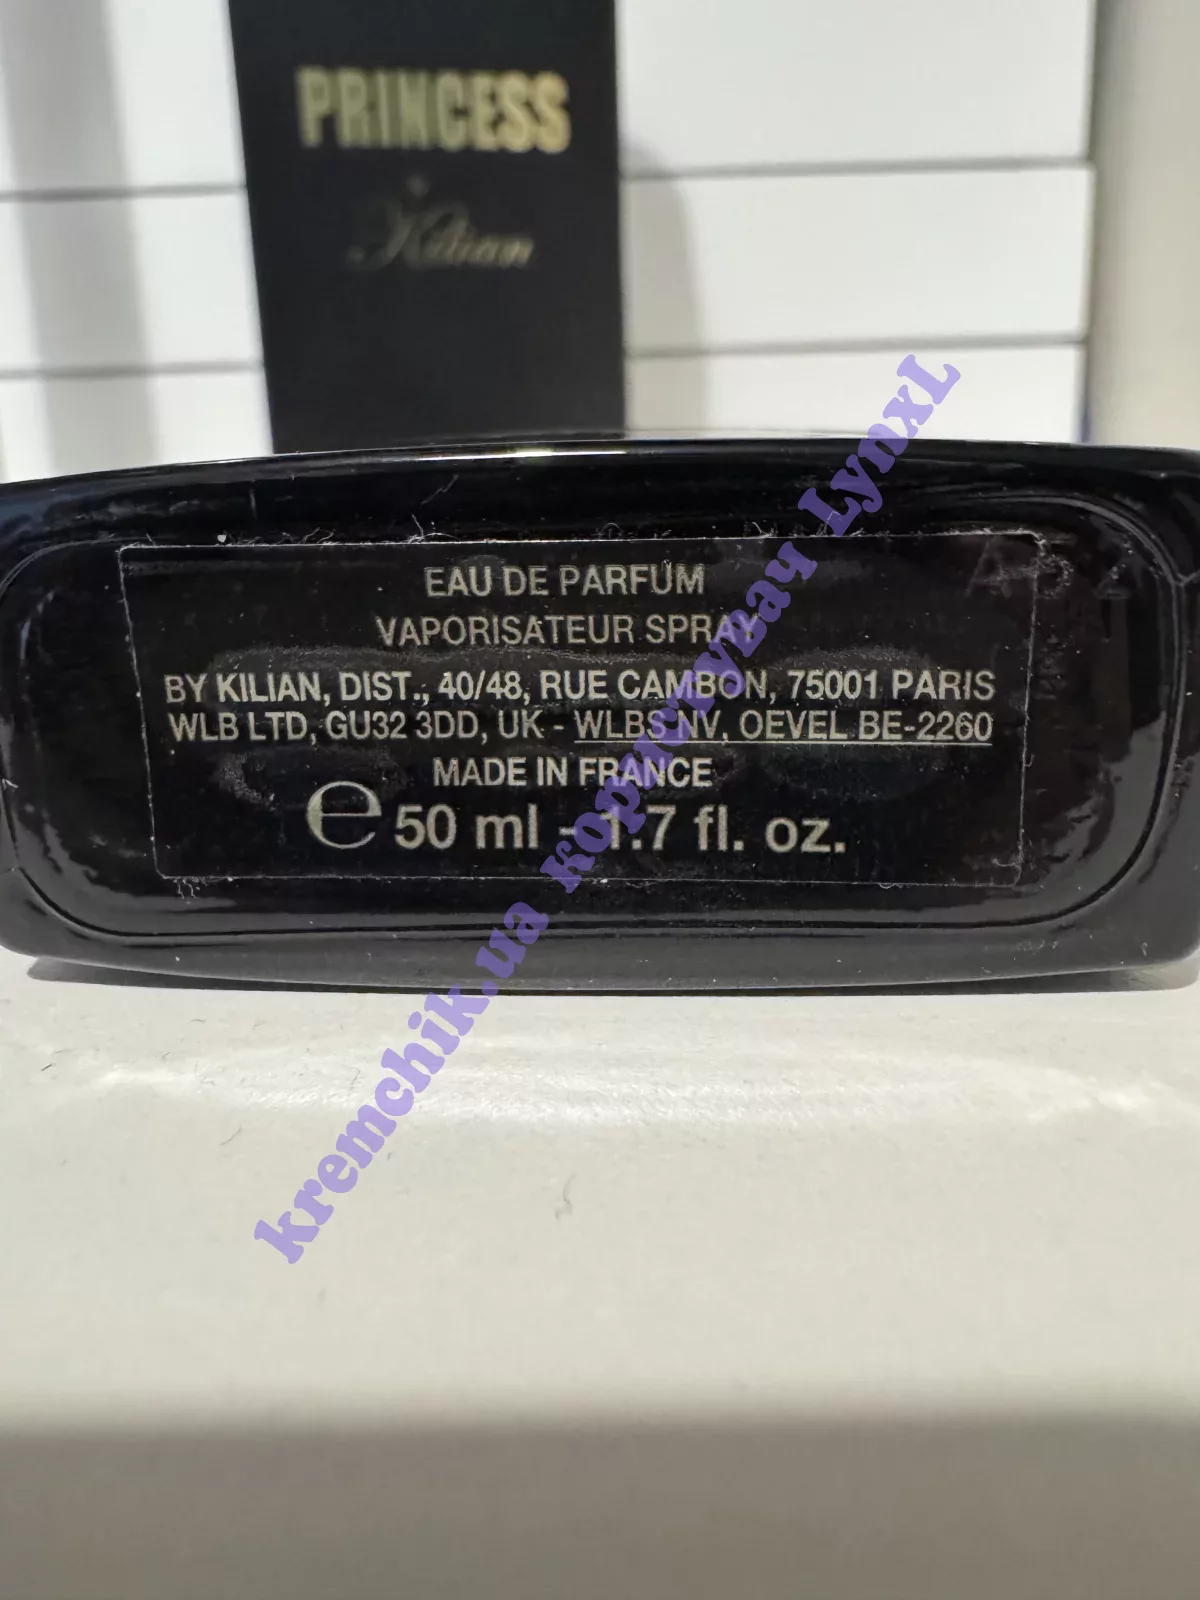 PRINCESS
Kilian
EAU DE PARFUM
VAPORISATEUR SPRAY
BY KILIAN, DIST., 40/48, RUE CAMBON, 75001 PARIS
WLB LTD, GU32 3DD, UK - WLBS NV, OEVEL BE-2260
MADE IN FRANCE
℮ 50 ml - 1.7 fl. oz.
A52
kremchik.ua користувач LynxL